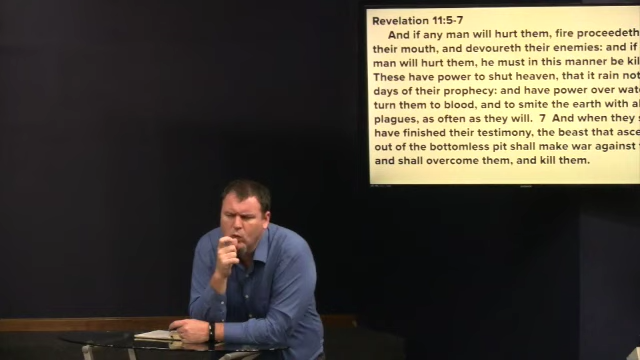 Revelation 11:5-7
And if any man will hurt them, fire proceedeth
their mouth, and devoureth their enemies: and if
man will hurt them, he must in this manner be
These have power to shut heaven, that it rain not
days of their prophecy: and have power over
turn them to blood, and to smite the earth with
plagues, as often as they will. 7 And when they
have finished their testimony, the beast that
out of the bottomless pit shall make war against
and shall overcome them, and kill them.